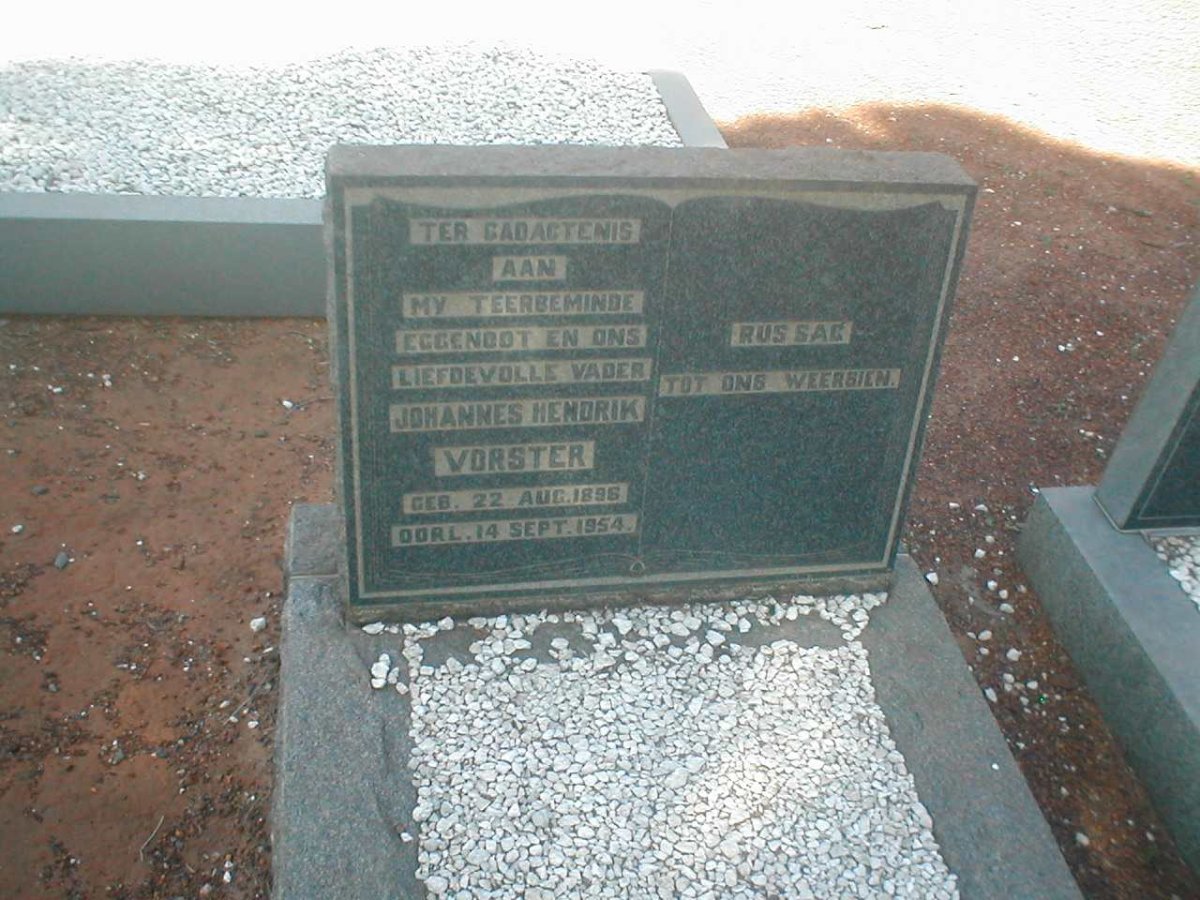 TER GADAGTENIS
AAN
MY TEERBEMINDE
EGGENOOT EN ONS
LIEFDEVOLLE VADER
JOHANNES HENDRIK
VORSTER
GEB. 22 AUG. 1896
OORL. 14 SEPT. 1954.
RUS SAG
TOT ONS WEERSIEN.